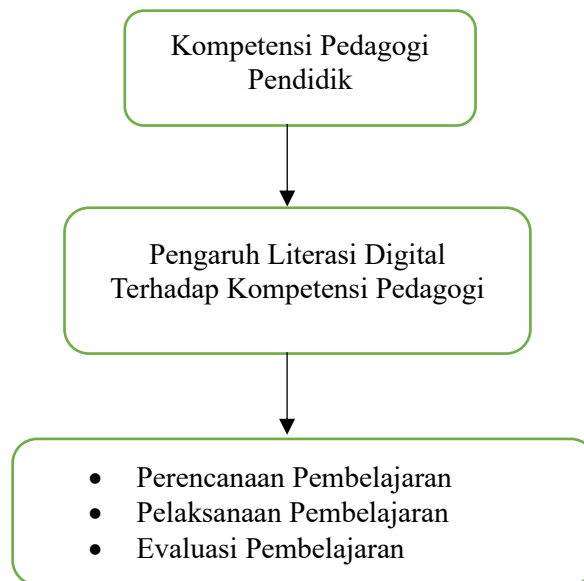 Kompetensi Pedagogi
Pendidik
Pengaruh Literasi Digital
Terhadap Kompetensi Pedagogi
• Perencanaan Pembelajaran
• Pelaksanaan Pembelajaran
• Evaluasi Pembelajaran